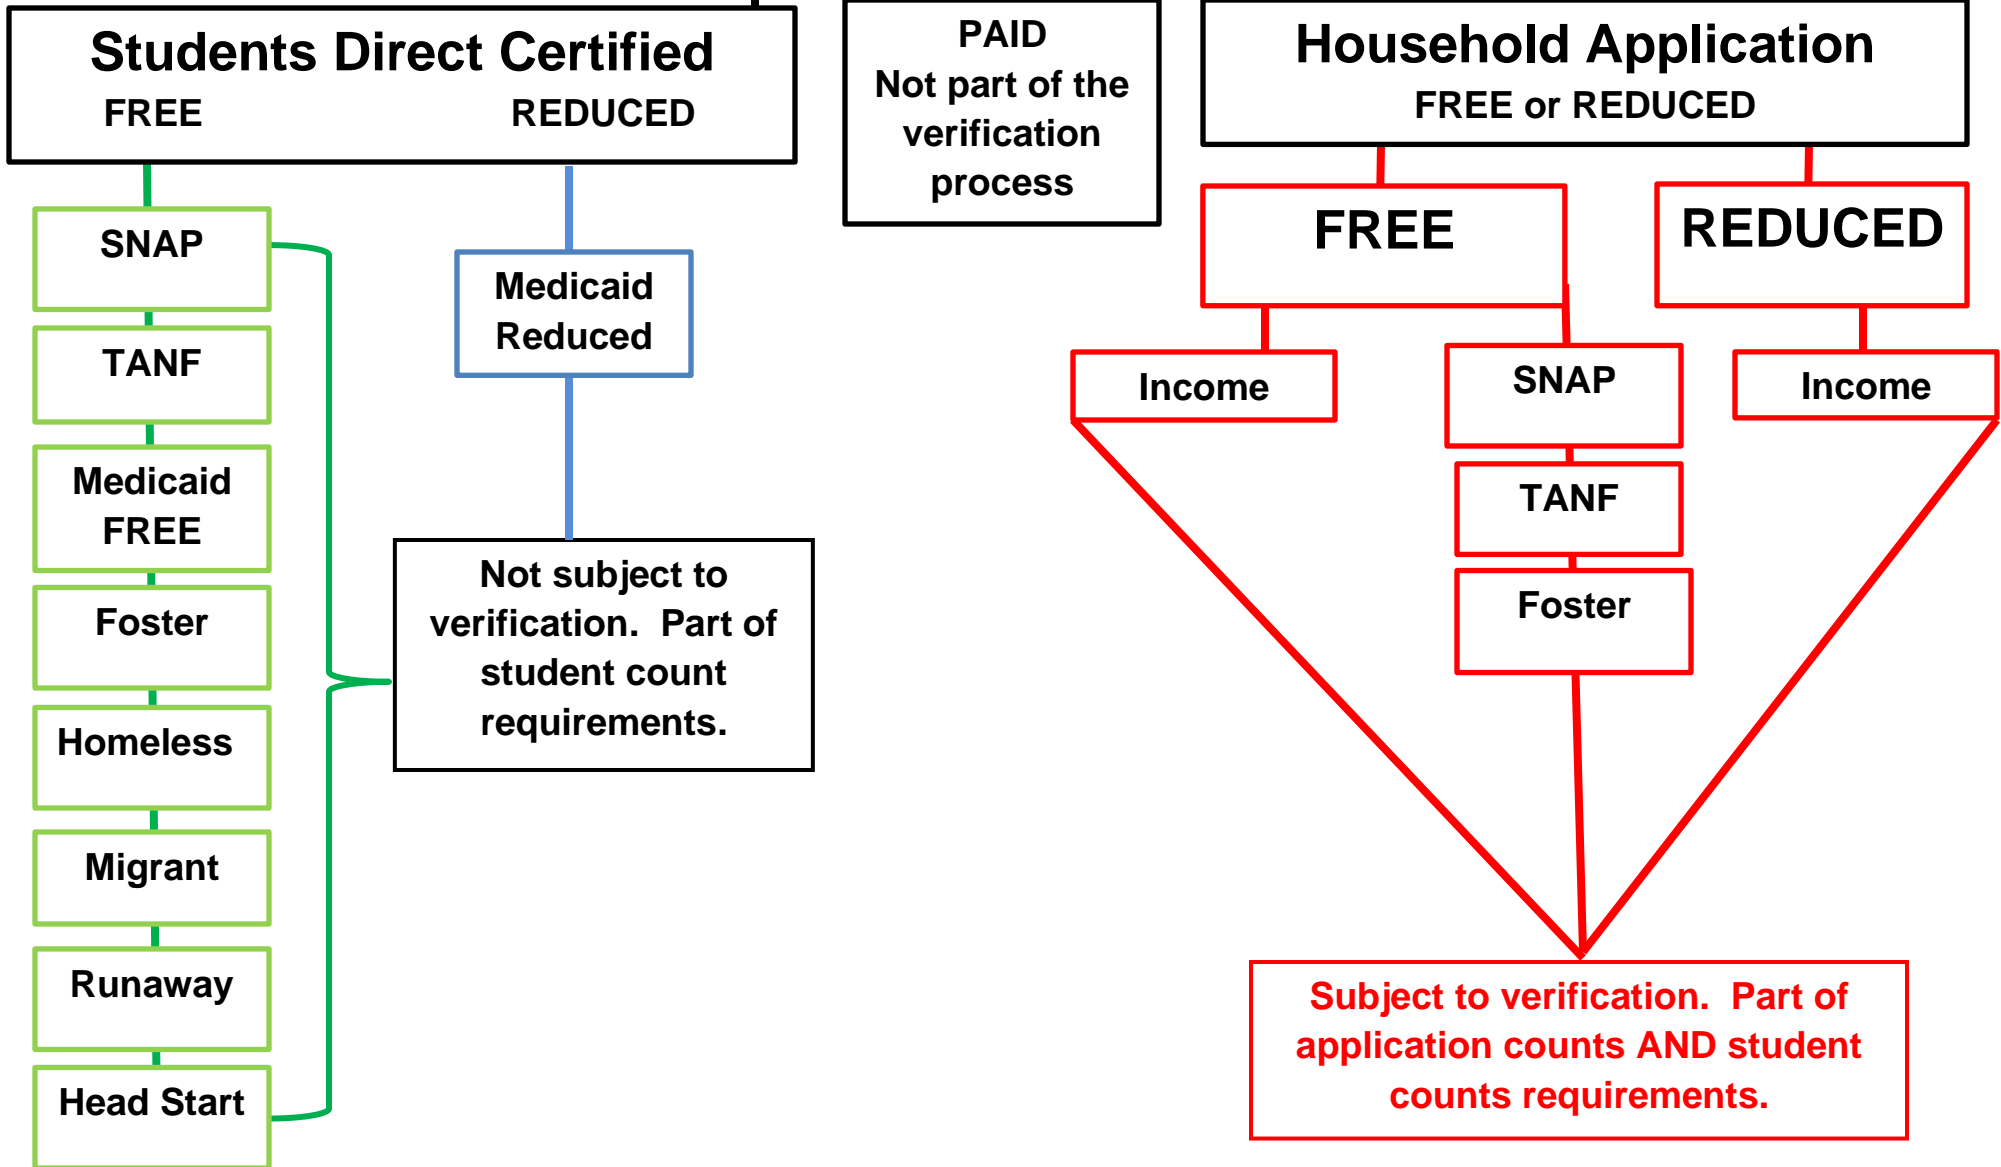 Students Direct Certified
FREE REDUCED
SNAP
TANF
Medicaid
FREE
Foster
Homeless
Migrant
Runaway
Head Start
Medicaid
Reduced
Not subject to
verification.  Part of
student count
requirements.
PAID
Not part of the
verification
process
Household Application
FREE or REDUCED
FREE
Income
SNAP
TANF
Foster
REDUCED
Income
Subject to verification.  Part of
application counts AND student
counts requirements.